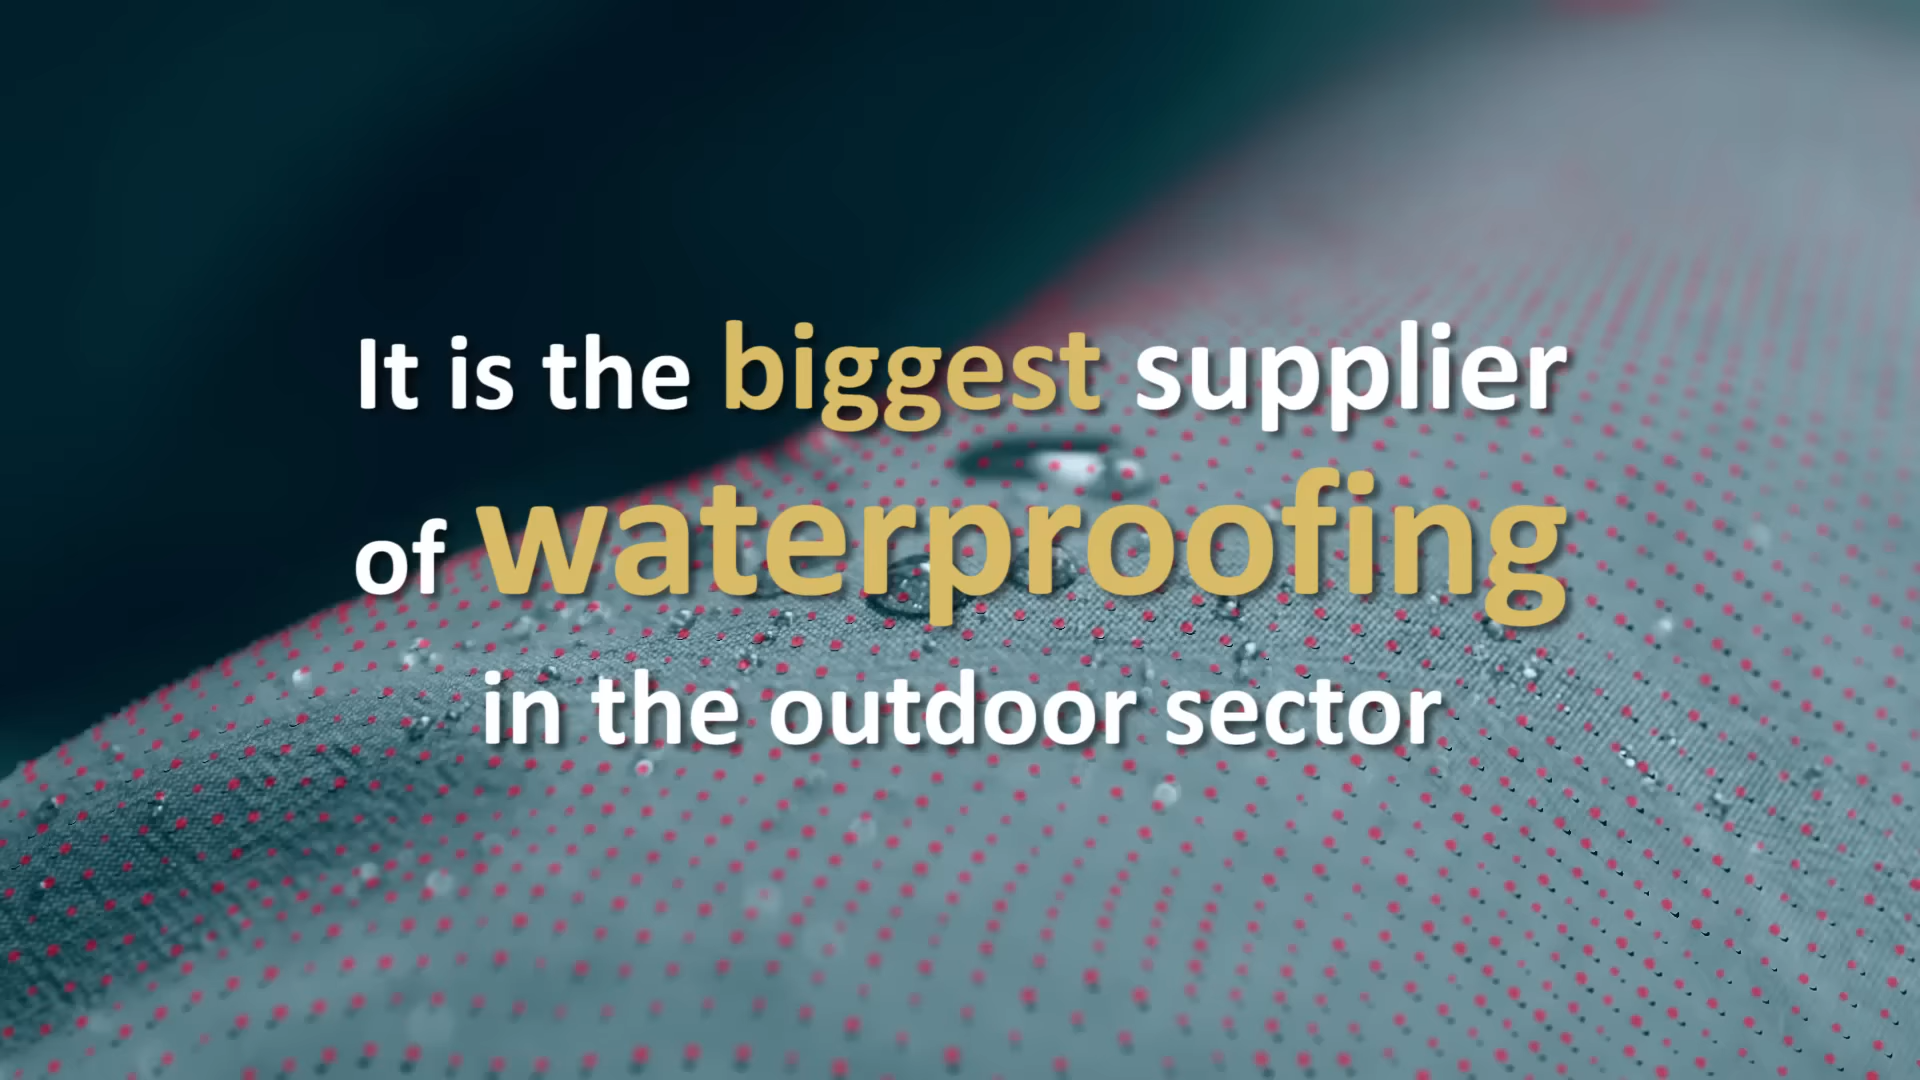 It is the biggest supplier
of waterproofing
in the outdoor sector